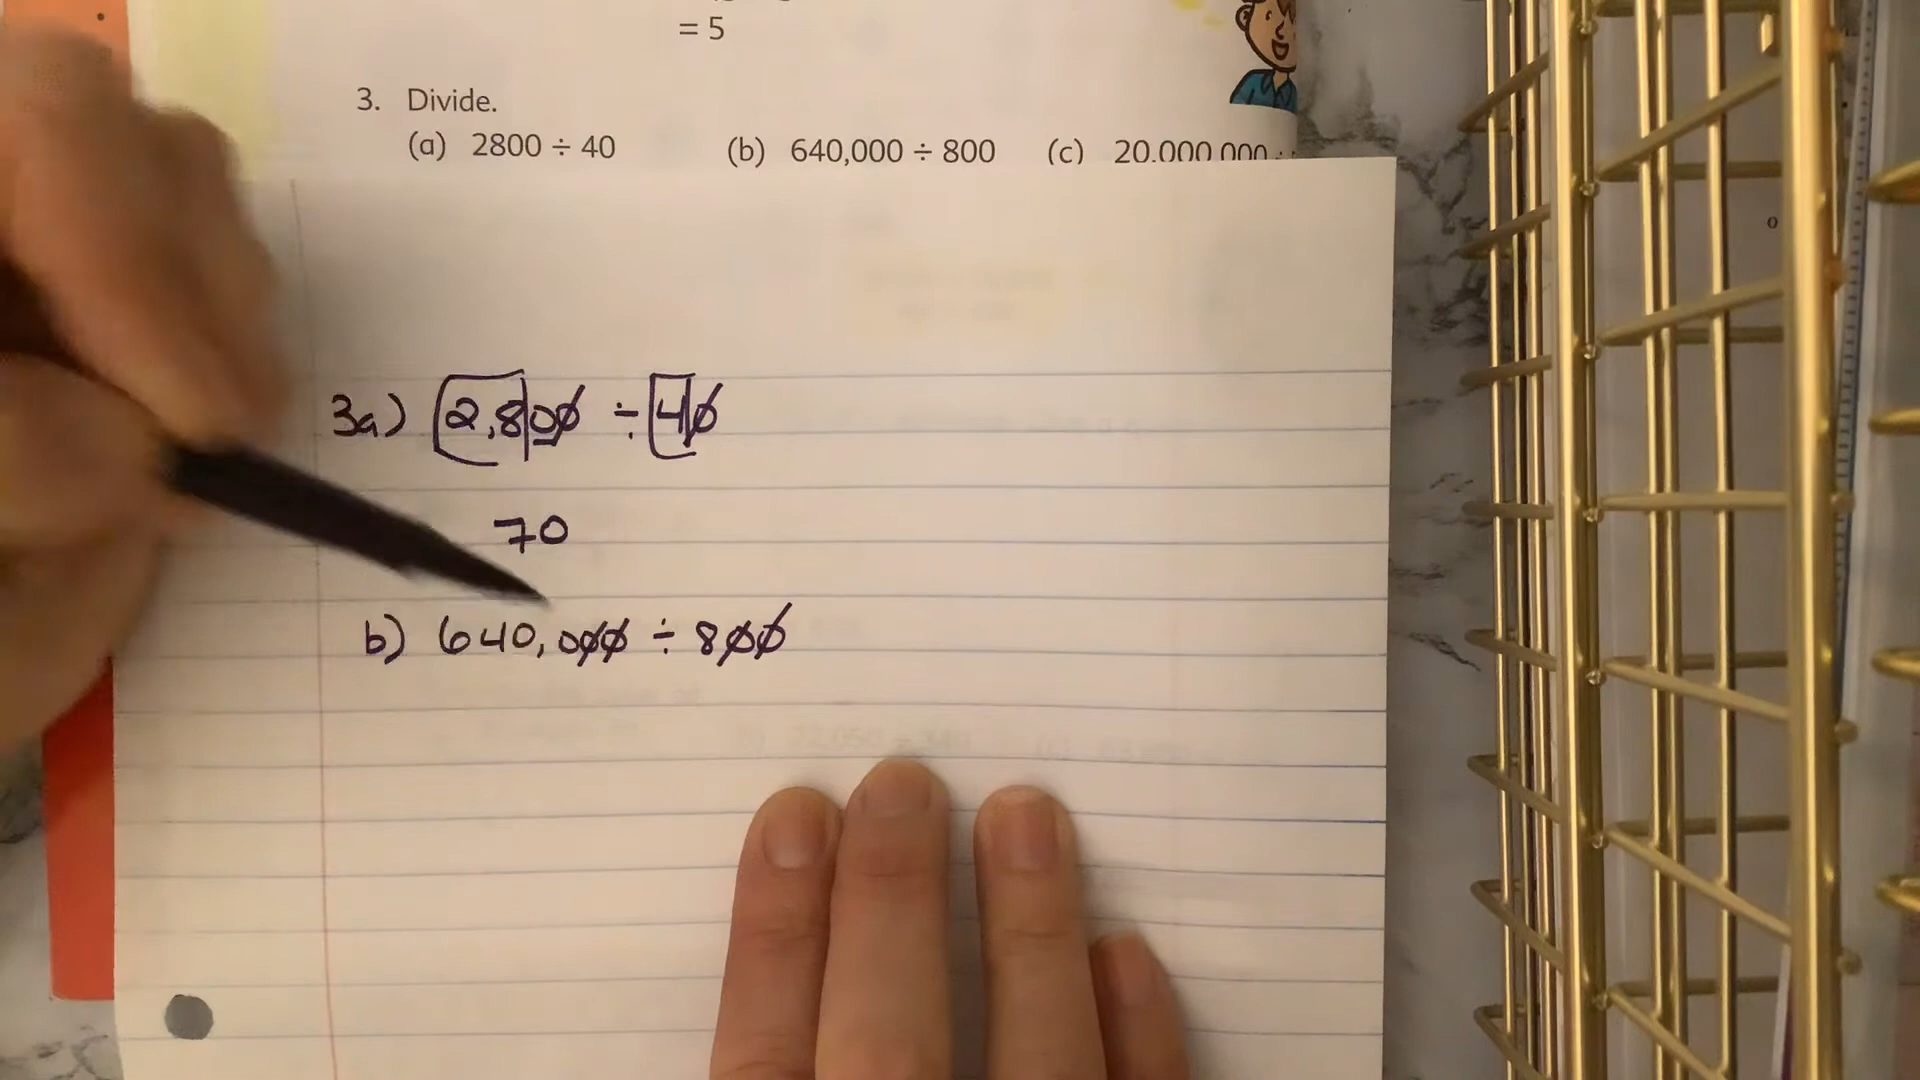 = 5
3. Divide.
(a) 2800 ÷ 40 (b) 640,000 ÷ 800 (c) 20,000,000
3a) 2,800 ÷ 40
70
b) 640,000 ÷ 800